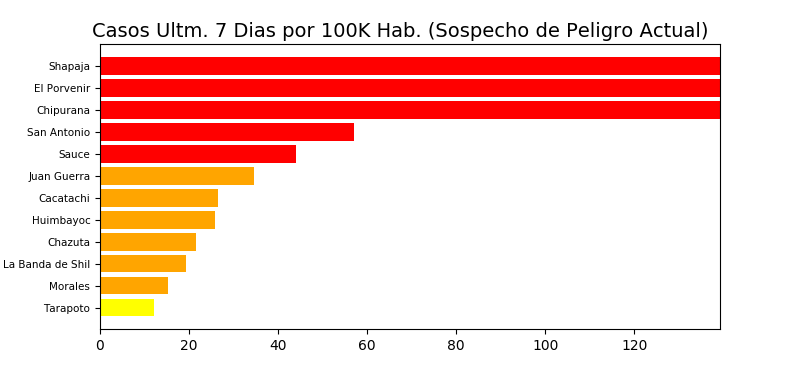 Casos Ultm. 7 Dias por 100K Hab. (Sospecho de Peligro Actual)
Shapaja
El Porvenir
Chipurana
San Antonio
Sauce
Juan Guerra
Cacatachi
Huimbayoc
Chazuta
La Banda de Shil
Morales
Tarapoto
0 20 40 60 80 100 120